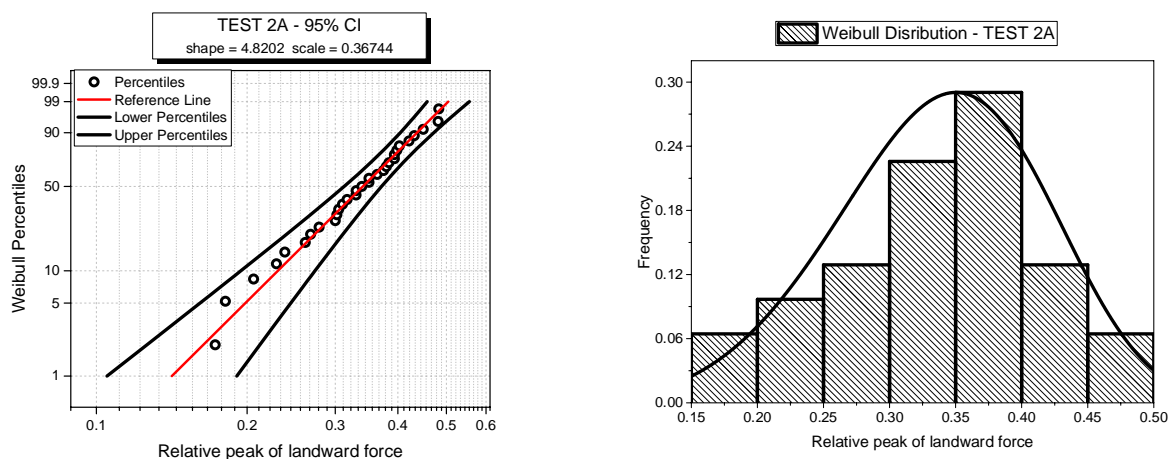 TEST 2A - 95% CI
shape = 4.8202 scale = 0.36744
Percentiles
Reference Line
Lower Percentiles
Upper Percentiles
Weibull Percentiles
99.9
99
90
50
10
5
1
0.1 0.2 0.3 0.4 0.5 0.6
Relative peak of landward force
Weibull Disribution - TEST 2A
Frequency
0.30
0.24
0.18
0.12
0.06
0.00
0.15 0.20 0.25 0.30 0.35 0.40 0.45 0.50
Relative peak of landward force